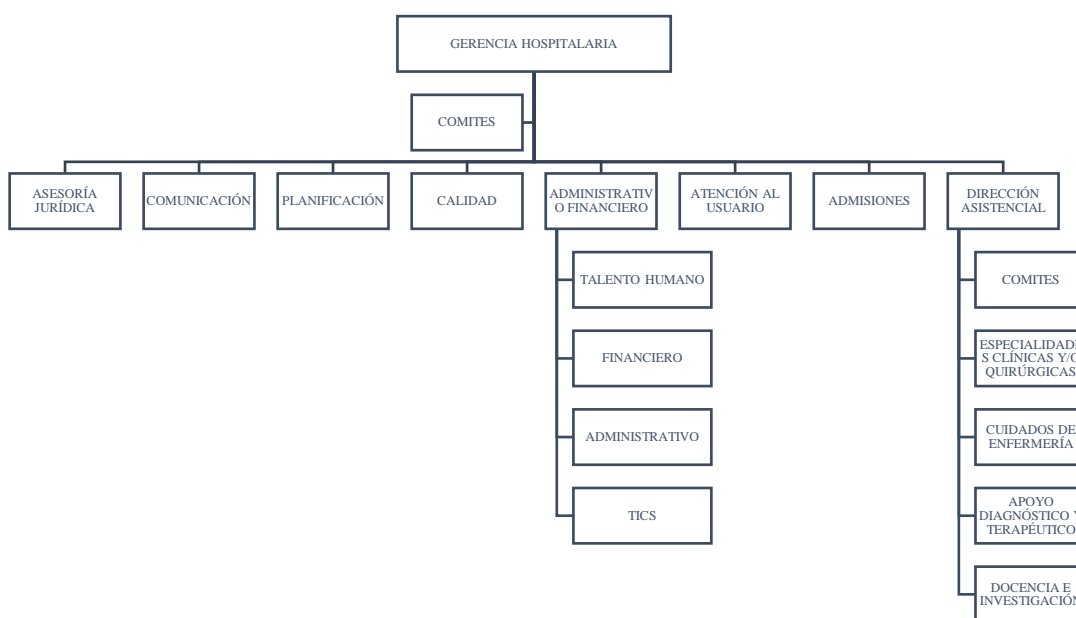 GERENCIA HOSPITALARIA
COMITES
ASESORÍA
JURÍDICA
COMUNICACIÓN
PLANIFICACIÓN
CALIDAD
ADMINISTRATIV
O FINANCIERO
ATENCIÓN AL
USUARIO
ADMISIONES
DIRECCIÓN
ASISTENCIAL
TALENTO HUMANO
FINANCIERO
ADMINISTRATIVO
TICS
COMITES
ESPECIALIDADE
S CLÍNICAS Y/O
QUIRÚRGICAS
CUIDADOS DE
ENFERMERÍA
APOYO
DIAGNÓSTICO Y
TERAPÉUTICO
DOCENCIA E
INVESTIGACIÓN